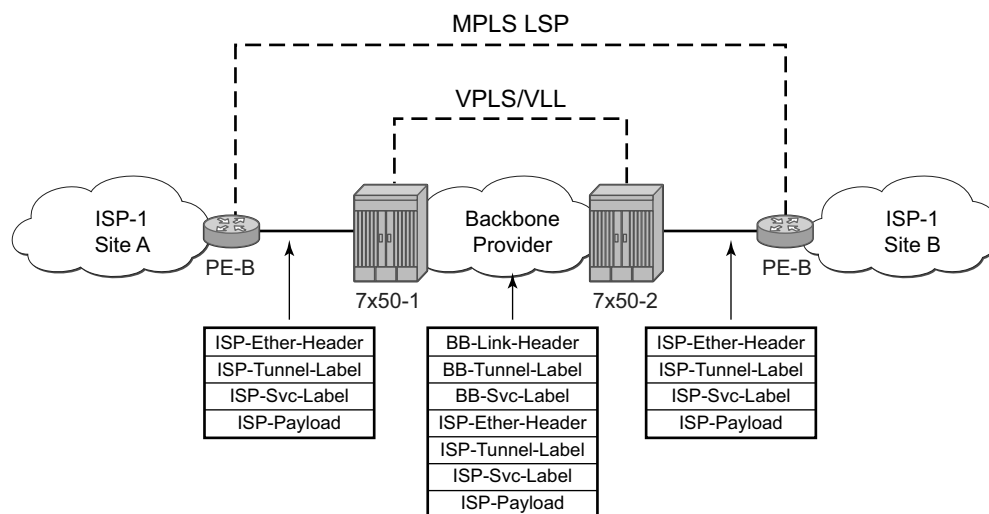 MPLS LSP
VPLS/VLL
ISP-1
Site A
PE-B
7x50-1
Backbone
Provider
7x50-2
PE-B
ISP-1
Site B
ISP-Ether-Header
ISP-Tunnel-Label
ISP-Svc-Label
ISP-Payload
BB-Link-Header
BB-Tunnel-Label
BB-Svc-Label
ISP-Ether-Header
ISP-Tunnel-Label
ISP-Svc-Label
ISP-Payload
ISP-Ether-Header
ISP-Tunnel-Label
ISP-Svc-Label
ISP-Payload